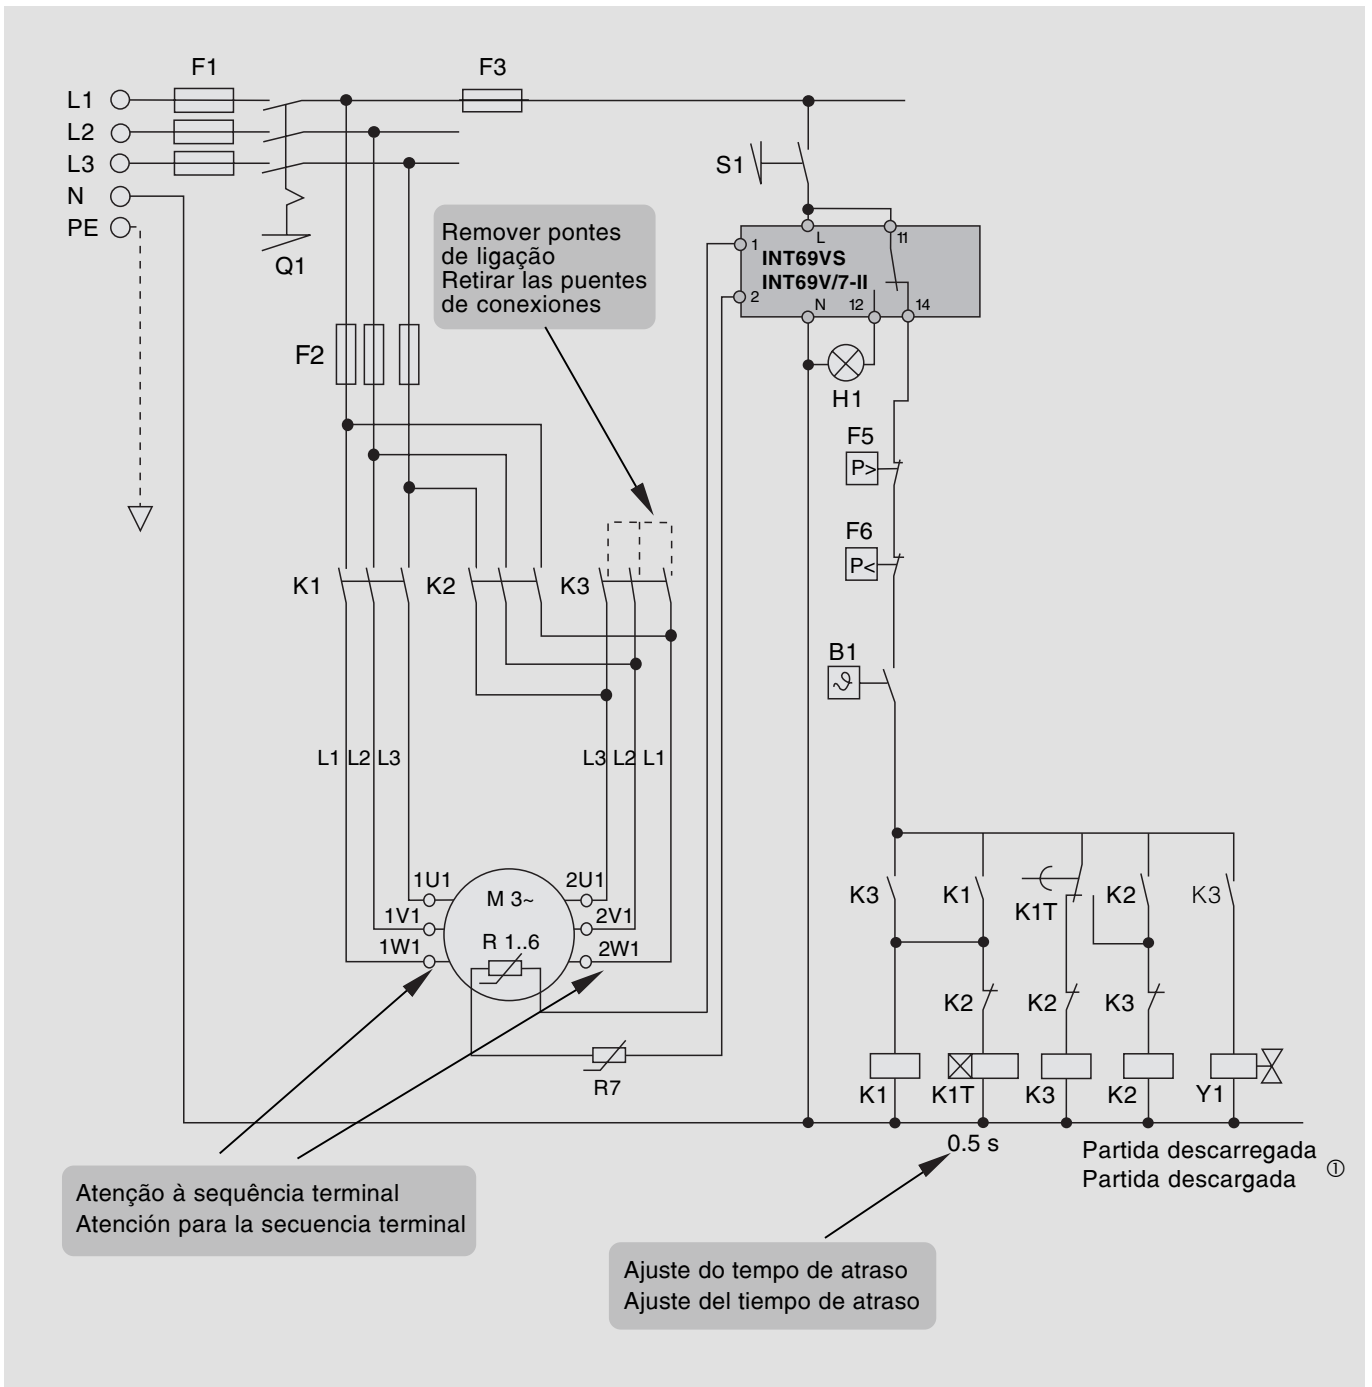 F1
F3
L1
L2
L3
N
PE
Q1
S1
Remover pontes
de ligação
Retirar las puentes
de conexiones
1
L
11
INT69VS
INT69V/7-II
2
N
12
14
H1
F2
F5
P>
F6
P<
K1
K2
K3
B1
ϑ
L1 L2 L3
L3 L2 L1
1U1
M 3~
2U1
1V1
2V1
1W1
R 1..6
2W1
R7
K3
K1
K1T
K2
K3
K2
K2
K3
K1
K1T
K3
K2
Y1
0.5 s
Partida descarregada
Partida descargada
①
Atenção à sequência terminal
Atención para la secuencia terminal
Ajuste do tempo de atraso
Ajuste del tiempo de atraso